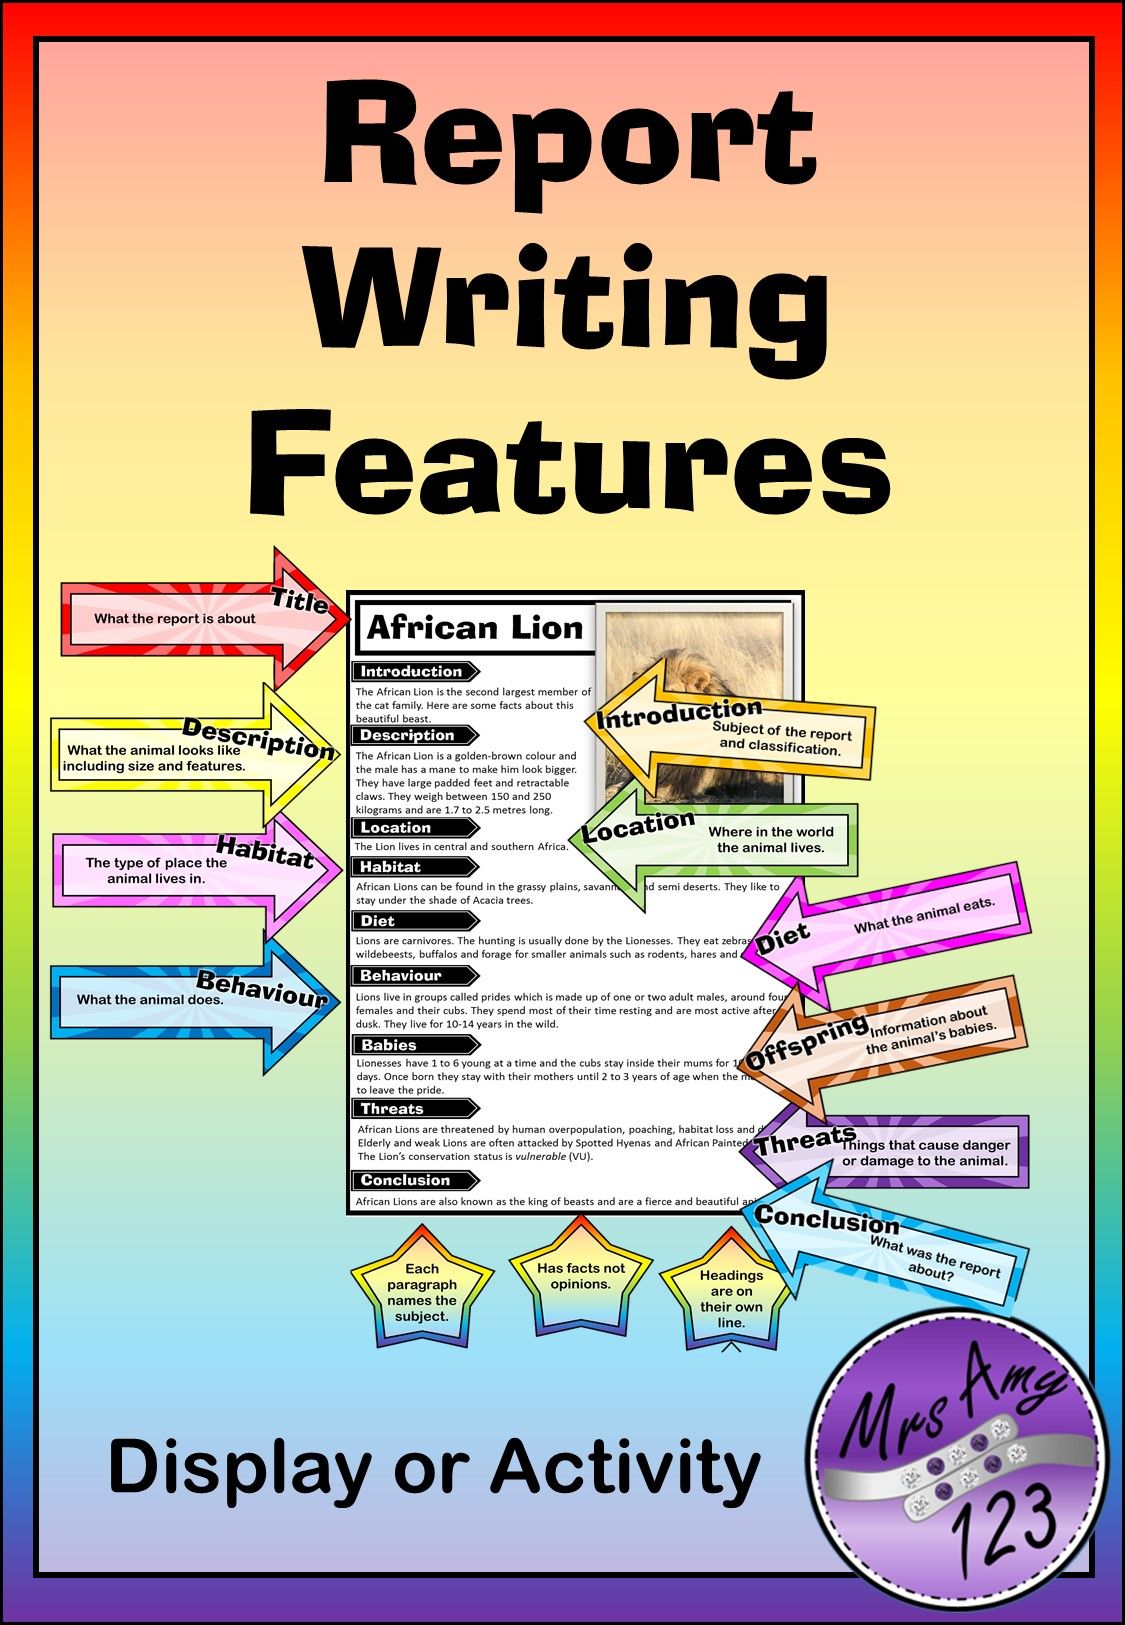 Report
Writing
Features
Title
What the report is about
Description
What the animal looks like
including size and features.
Habitat
The type of place the
animal lives in.
Behaviour
What the animal does.
African Lion
Introduction
The African Lion is the second largest member of
the cat family. Here are some facts about this
beautiful beast.
Description
The African Lion is a golden-brown colour and
the male has a mane to make him look bigger.
They have large padded feet and retractable
claws. They weigh between 150 and 250
kilograms and are 1.7 to 2.5 metres long.
Location
The Lion lives in central and southern Africa.
Habitat
African Lions can be found in the grassy plains, semi deserts. They like to
stay under the shade of Acacia trees.
Diet
Lions are carnivores. The hunting is usually done by the Lionesses. They eat zebras
wildebeests, buffalos and forage for smaller animals such as rodents, hares and
Behaviour
Lions live in groups called prides which is made up of one or two adult males, around four
females and their cubs. They spend most of their time resting and are most active after
dusk. They live for 10-14 years in the wild.
Babies
Lionesses have 1 to 6 young at a time and the cubs stay inside their mums for
days. Once born they stay with their mothers until 2 to 3 years of age when the
to leave the pride.
Threats
African Lions are threatened by human overpopulation, poaching, habitat loss and
Elderly and weak Lions are often attacked by Spotted Hyenas and African Painted
The Lion's conservation status is vulnerable (VU).
Conclusion
African Lions are also known as the king of beasts and are a fierce and beautiful
Introduction
Subject of the report
and classification.
Location
Where in the world
the animal lives.
Diet
What the animal eats.
Offspring
Information about
the animal's babies.
Threats
Things that cause danger
or damage to the animal.
Conclusion
What was the report
about?
Each
paragraph
names the
subject.
Has facts not
opinions.
Headings
are on
their own
line.
Display or Activity
Mrs Amy
123